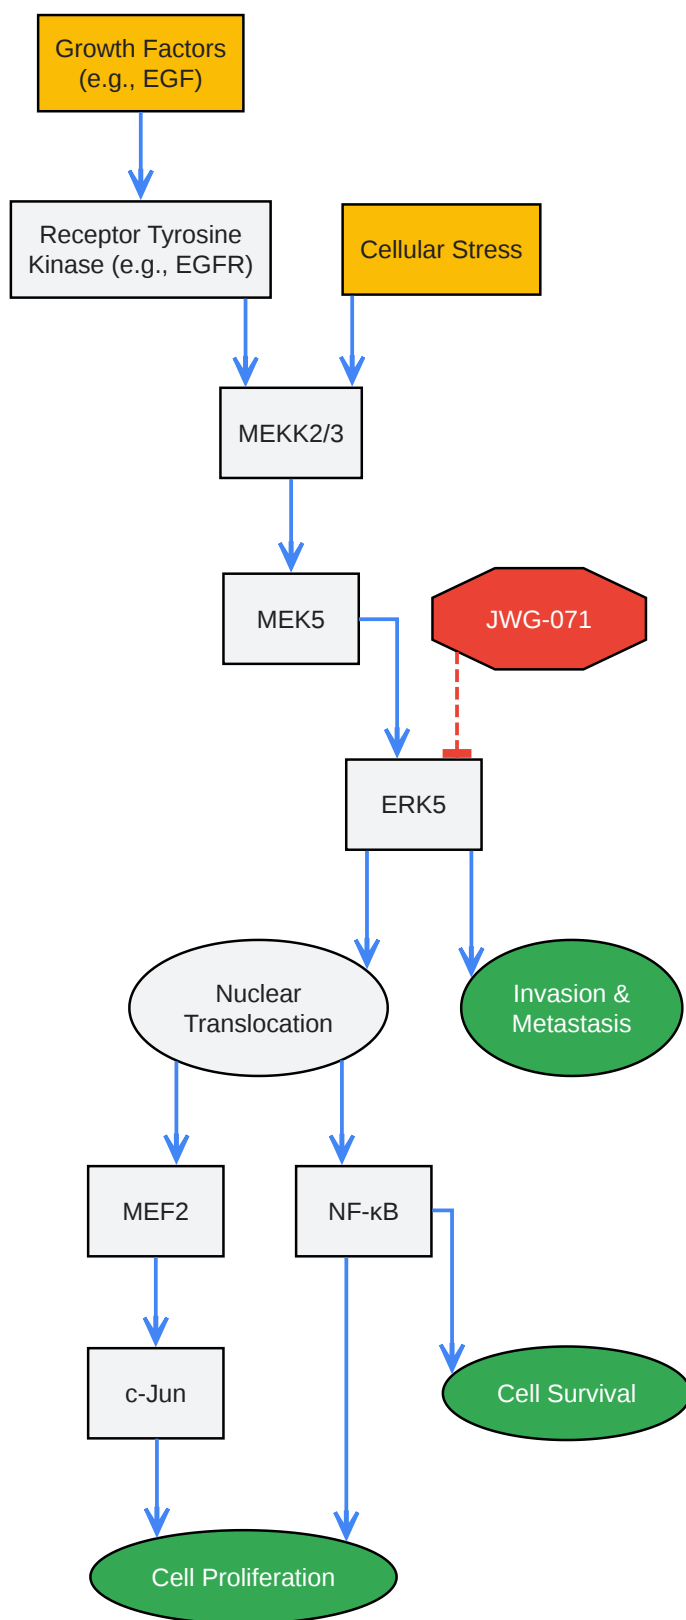 Growth Factors
(e.g., EGF)
Receptor Tyrosine
Kinase (e.g., EGFR)
Cellular Stress
MEKK2/3
MEK5
JWG-071
ERK5
Nuclear
Translocation
Invasion &
Metastasis
MEF2
NF-κB
c-Jun
Cell Survival
Cell Proliferation